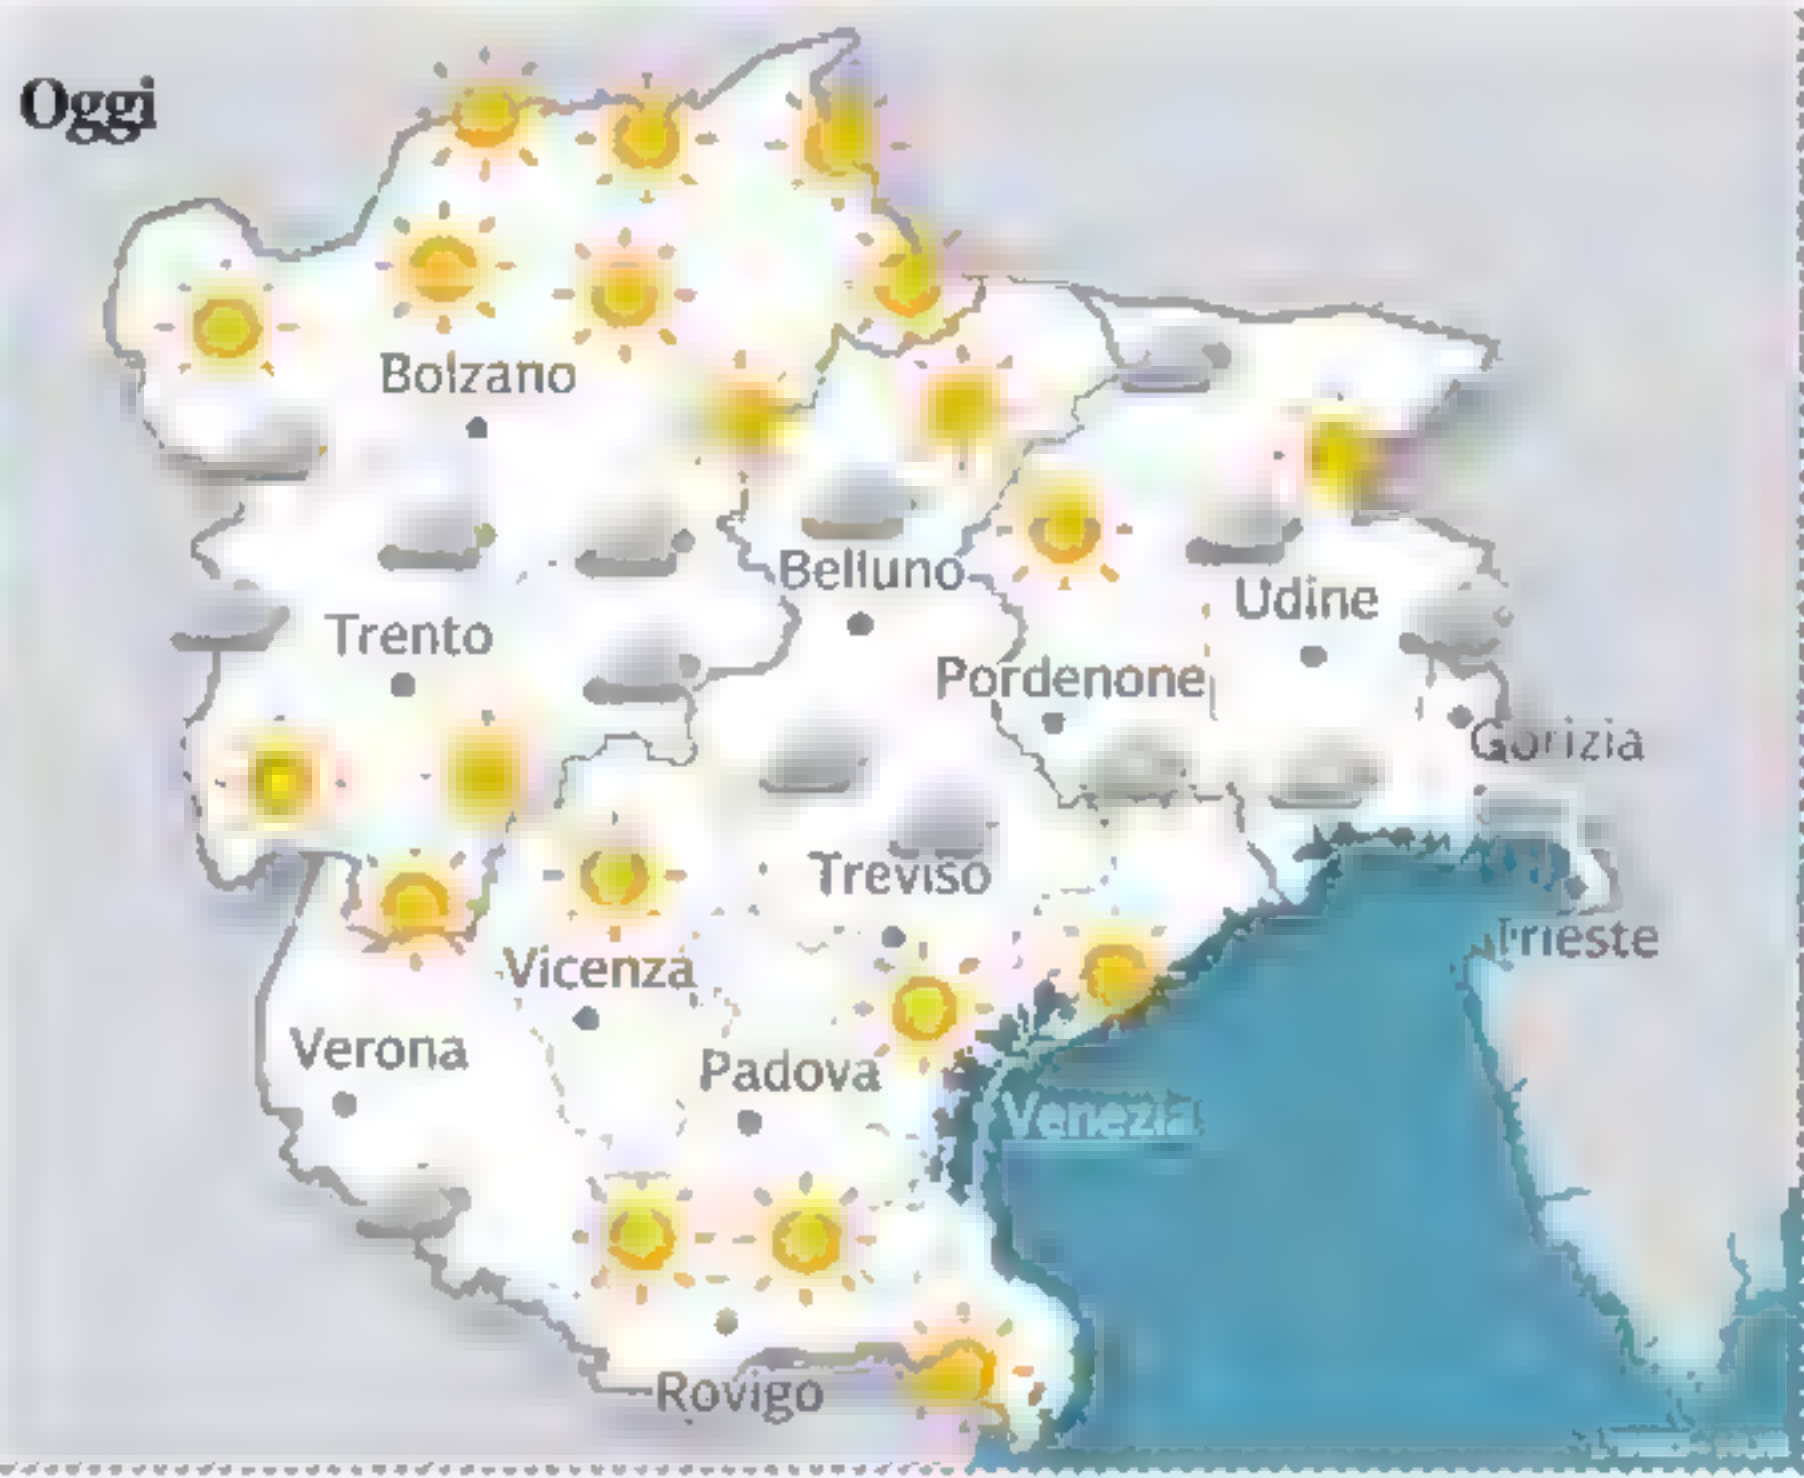 Oggi
Bolzano
Belluno
Udine
Trento
Pordenone
Gorizia
Treviso
Trieste
Vicenza
Verona
Padova
Venezia
Rovigo